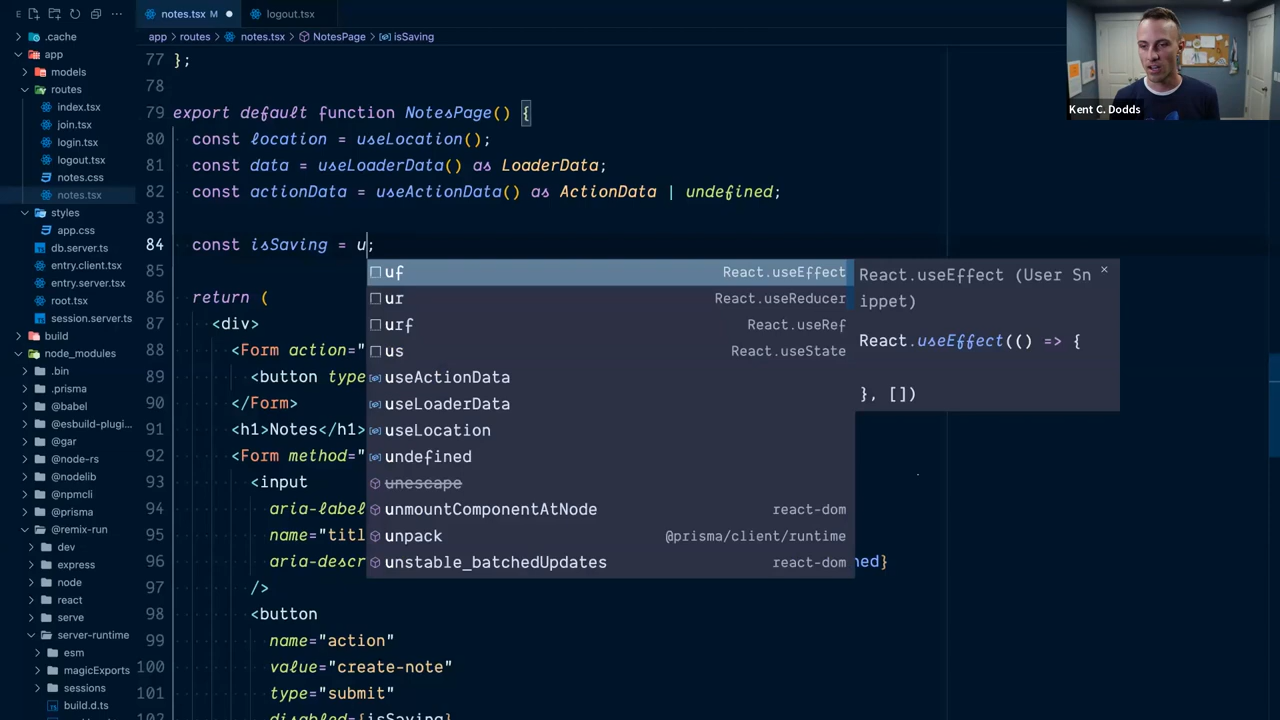 E
notes.tsx M
logout.tsx
.cache
app
models
routes
index.tsx
join.tsx
login.tsx
logout.tsx
notes.css
notes.tsx
styles
app.css
db.server.ts
entry.client.tsx
entry.server.tsx
root.tsx
session.server.ts
build
node_modules
.bin
.prisma
@babel
@esbuild-plugi...
@gar
@node-rs
@nodelib
@npmcli
@prisma
@remix-run
dev
express
node
react
serve
server-runtime
esm
magicExports
sessions
build.d.ts
app > routes > notes.tsx > NotesPage > isSaving
77 };
78
79 export default function NotesPage() {
80 const location = useLocation();
81 const data = useLoaderData() as LoaderData;
82 const actionData = useActionData() as ActionData | undefined;
83
84 const isSaving = u;
85
86 return (
87 <div>
88 <Form action="
89 <button type
90 </Form>
91 <h1>Notes</h1>
92 <Form method="
93 <input
94 aria-label
95 name="titl
96 aria-descr ned}
97 />
98 <button
99 name="action"
100 value="create-note"
101 type="submit"
102 disabled={isSaving}
uf React.useEffect
ur React.useReducer
urf React.useRef
us React.useState
useActionData
useLoaderData
useLocation
undefined
unescape
unmountComponentAtNode react-dom
unpack @prisma/client/runtime
unstable_batchedUpdates react-dom
React.useEffect (User Sn
ippet)
React.useEffect(() => {
}, [])
Kent C. Dodds